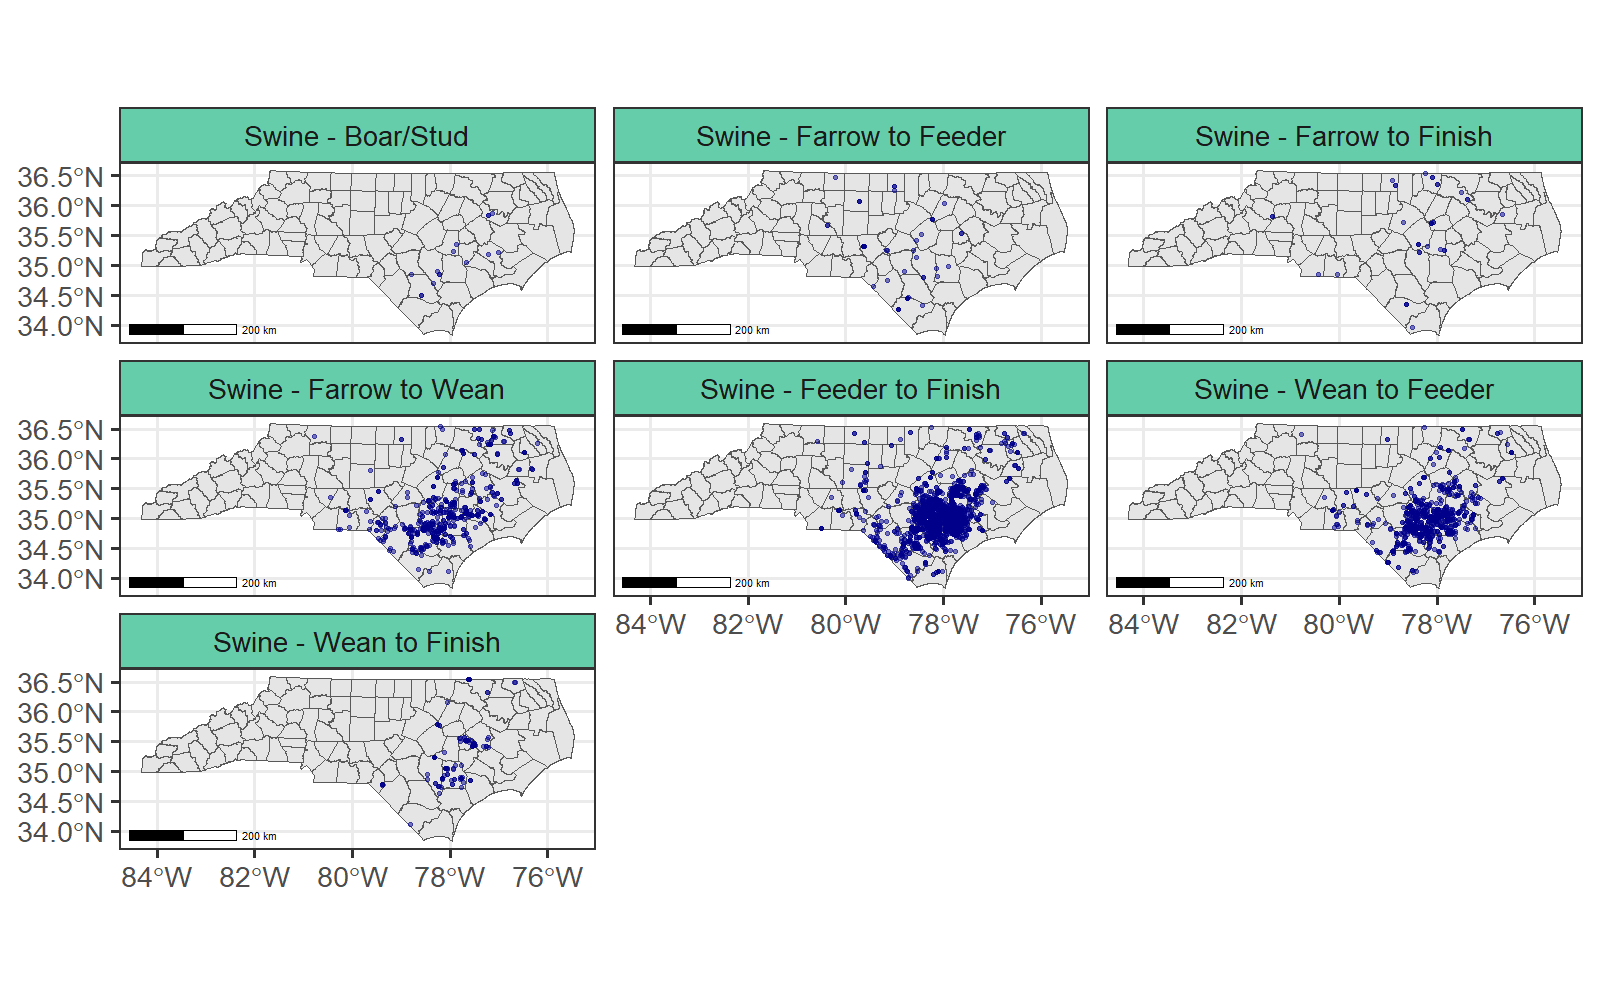 Swine - Boar/Stud
Swine - Farrow to Feeder
Swine - Farrow to Finish
36.5°N
36.0°N
35.5°N
35.0°N
34.5°N
34.0°N
200 km
200 km
200 km
Swine - Farrow to Wean
Swine - Feeder to Finish
Swine - Wean to Feeder
36.5°N
36.0°N
35.5°N
35.0°N
34.5°N
34.0°N
200 km
200 km
200 km
84°W 82°W 80°W 78°W 76°W
84°W 82°W 80°W 78°W 76°W
Swine - Wean to Finish
36.5°N
36.0°N
35.5°N
35.0°N
34.5°N
34.0°N
200 km
84°W 82°W 80°W 78°W 76°W